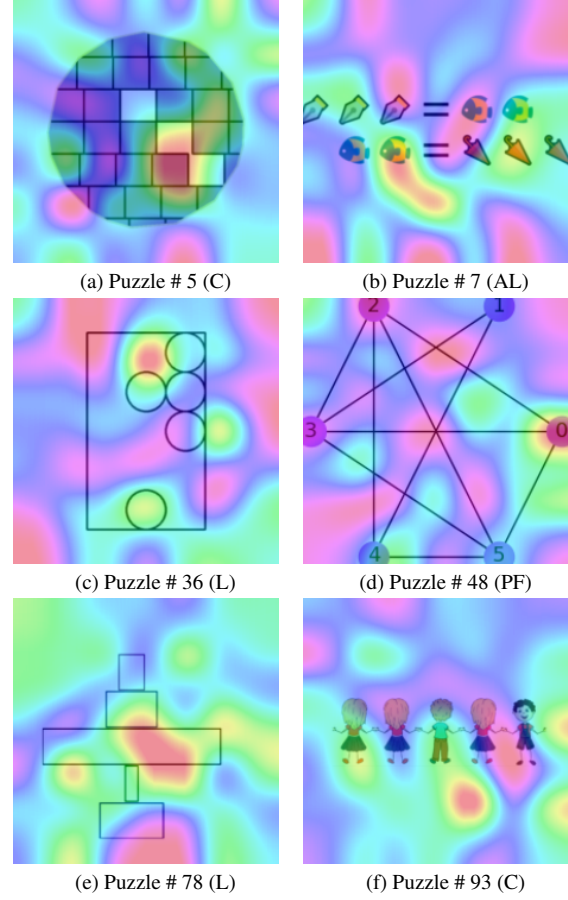 (a) Puzzle # 5 (C)
(b) Puzzle # 7 (AL)
2 1
3 0
4 5
(c) Puzzle # 36 (L)
(d) Puzzle # 48 (PF)
(e) Puzzle # 78 (L)
(f) Puzzle # 93 (C)